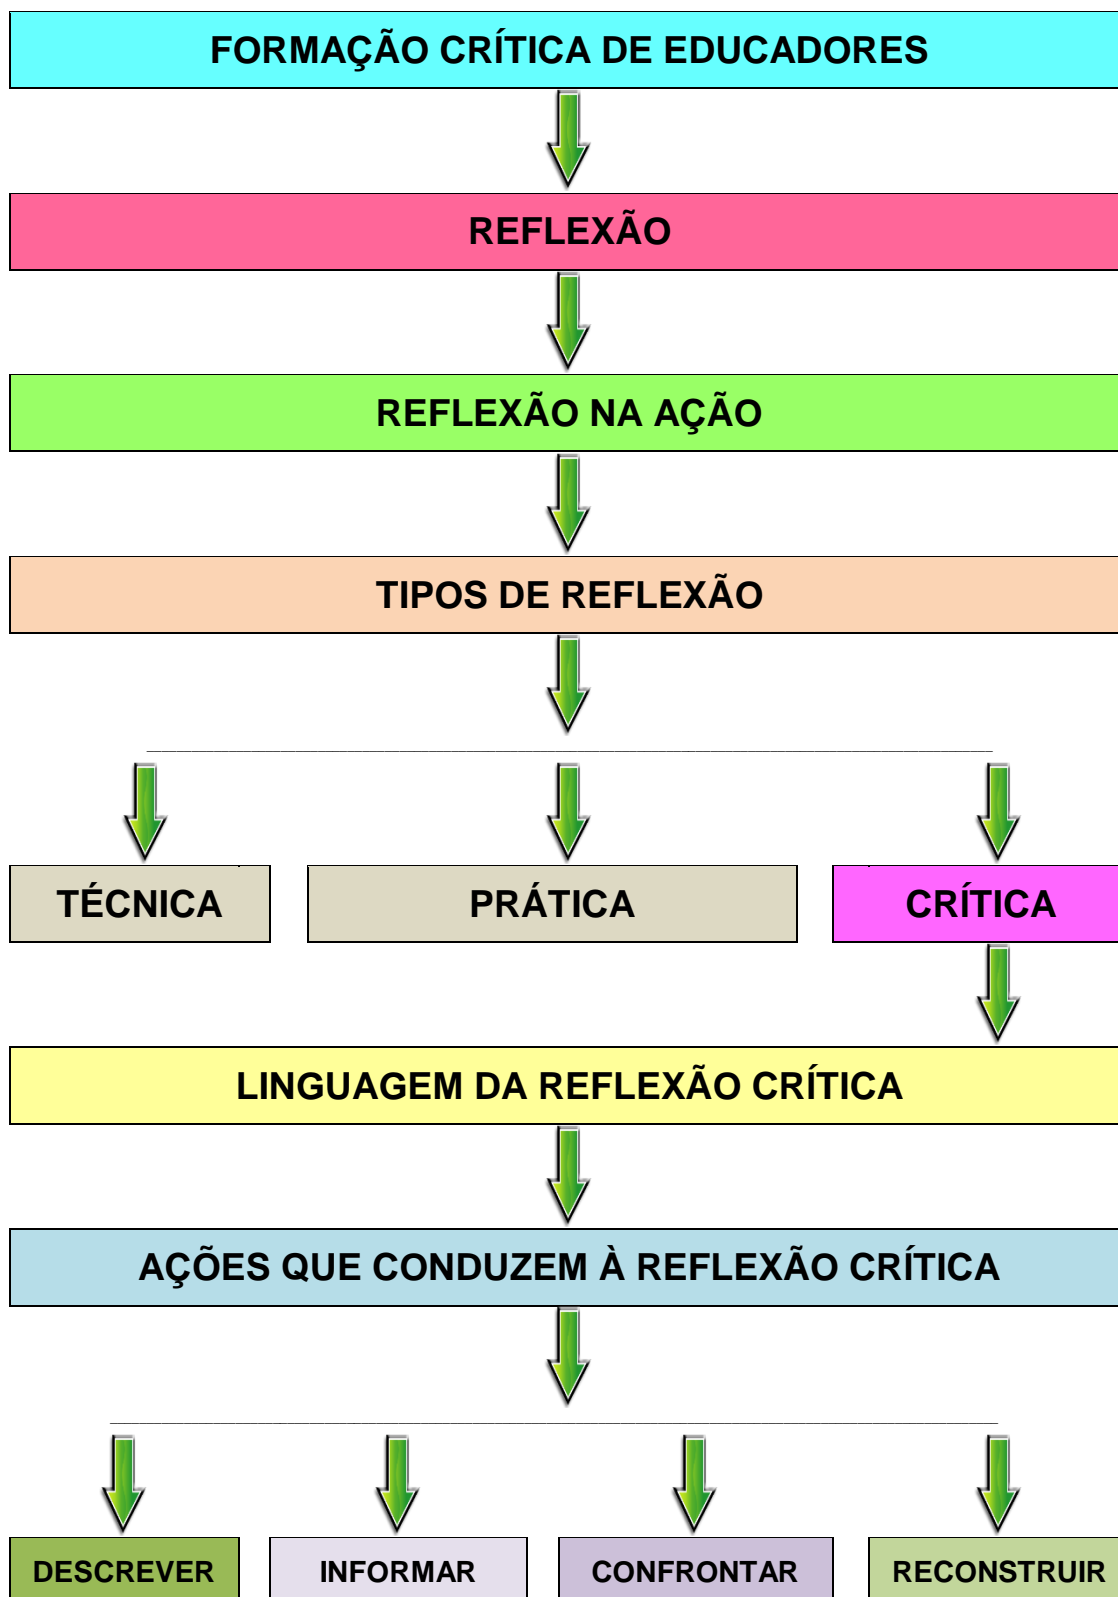 FORMAÇÃO CRÍTICA DE EDUCADORES
REFLEXÃO
REFLEXÃO NA AÇÃO
TIPOS DE REFLEXÃO
TÉCNICA
PRÁTICA
CRÍTICA
LINGUAGEM DA REFLEXÃO CRÍTICA
AÇÕES QUE CONDUZEM À REFLEXÃO CRÍTICA
DESCREVER
INFORMAR
CONFRONTAR
RECONSTRUIR